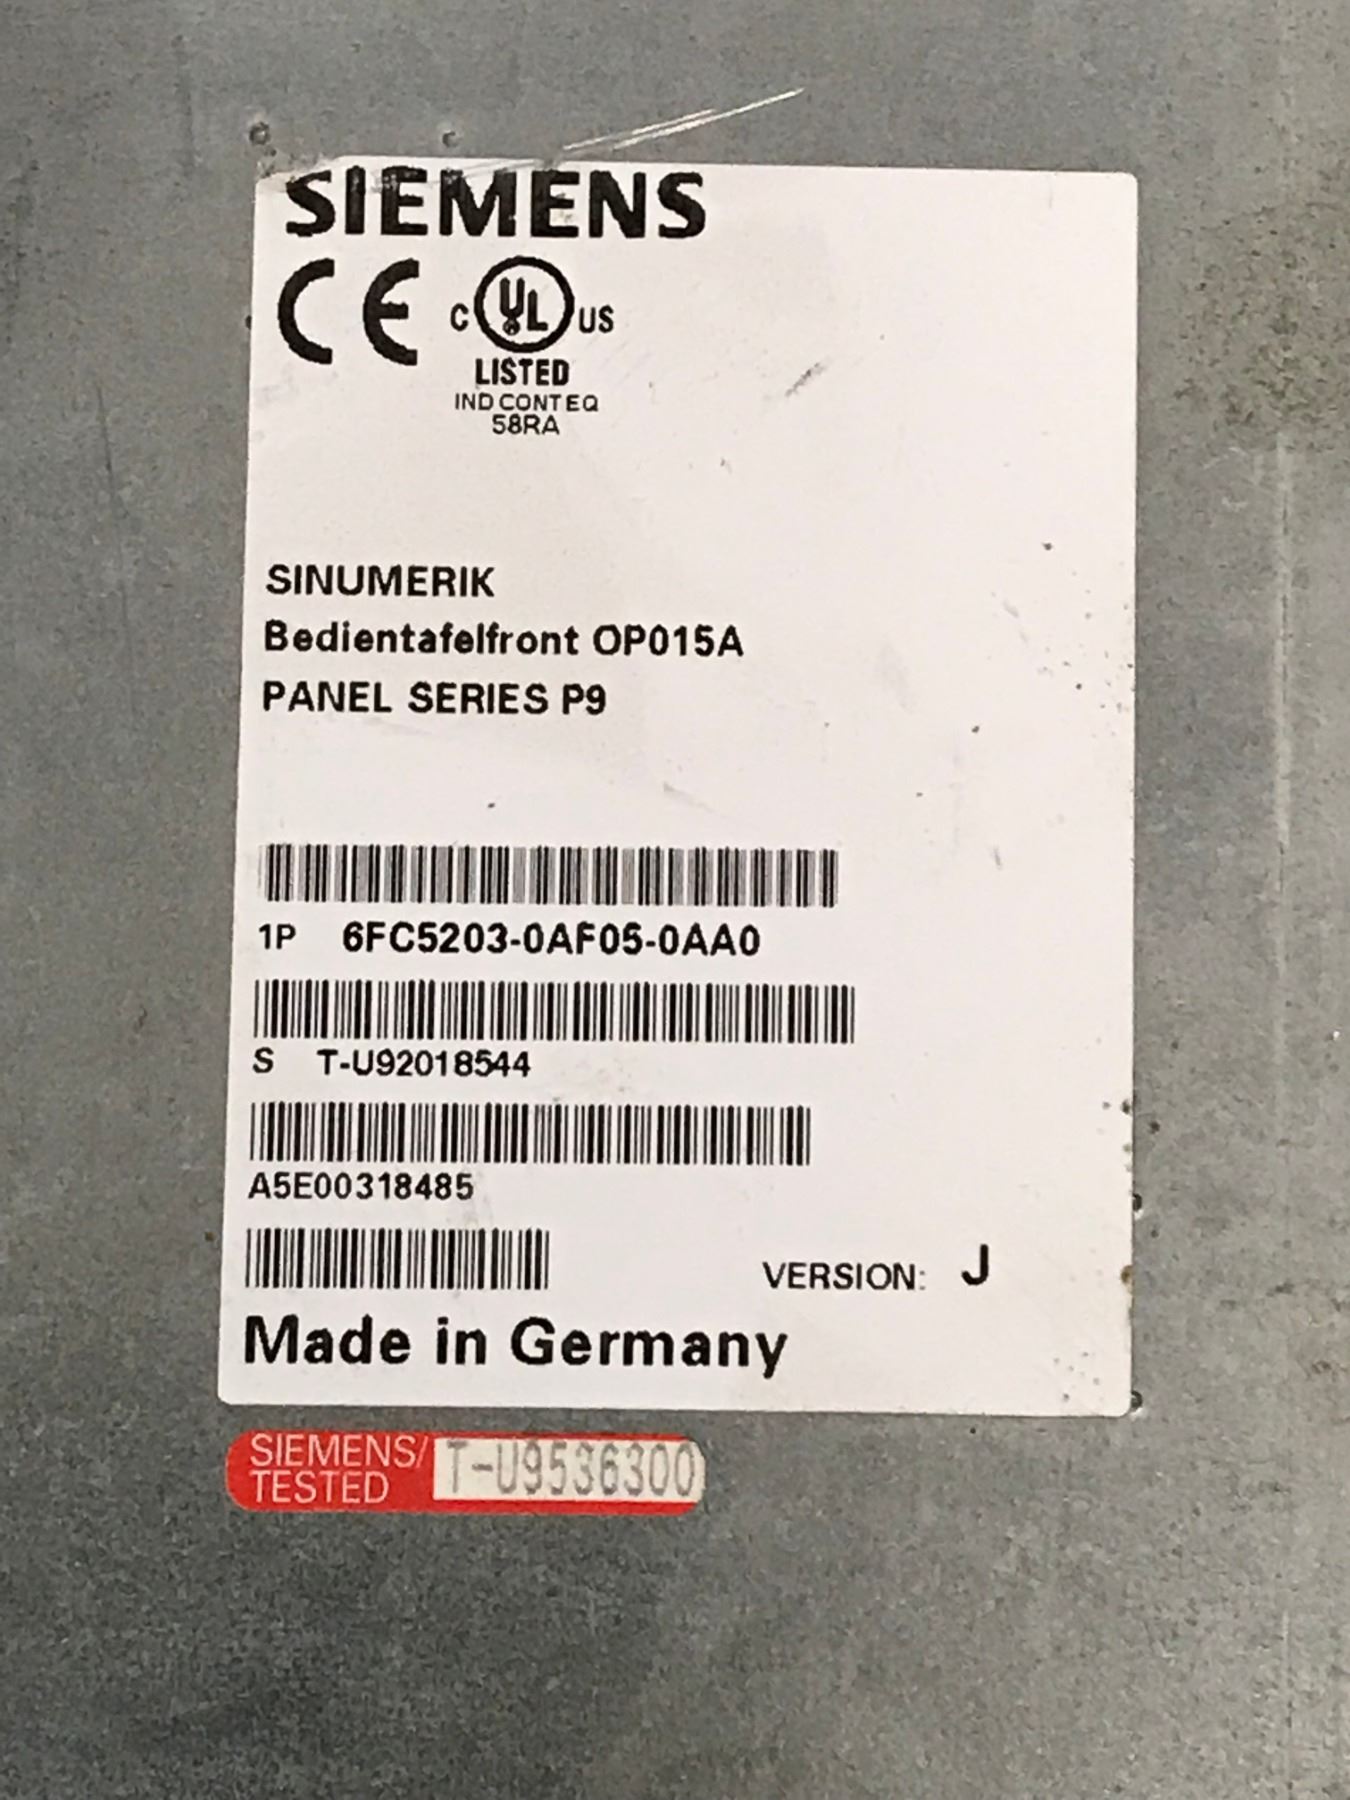 SIEMENS
CE C UL US
LISTED
IND CONT EQ
58RA
SINUMERIK
Bedientafelfront OP015A
PANEL SERIES P9
1P 6FC5203-0AF05-0AA0
S T-U92018544
A5E00318485
VERSION: J
Made in Germany
SIEMENS/ T-U9536300
TESTED